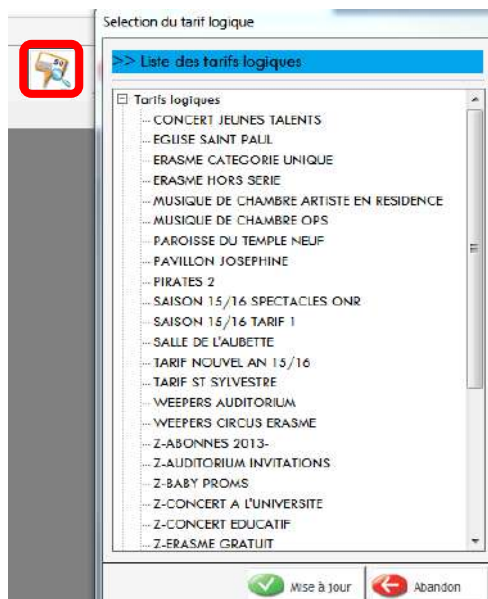 Selection du tarif logique
>> Liste des tarifs logiques
Tarifs logiques
CONCERT JEUNES TALENTS
EGLISE SAINT PAUL
ERASME CATEGORIE UNIQUE
ERASME HORS SERIE
MUSIQUE DE CHAMBRE ARTISTE EN RESIDENCE
MUSIQUE DE CHAMBRE OPS
PAROISSE DU TEMPLE NEUF
PAVILLON JOSEPHINE
PIRATES 2
SAISON 15/16 SPECTACLES ONR
SAISON 15/16 TARIF 1
SALLE DE L'AUBETTE
TARIF NOUVEL AN 15/16
TARIF ST SYLVESTRE
WEEPERS AUDITORIUM
WEEPERS CIRCUS ERASME
Z-ABONNES 2013-
Z-AUDITORIUM INVITATIONS
Z-BABY PROMS
Z-CONCERT A L'UNIVERSITE
Z-CONCERT EDUCATIF
Z-ERASME GRATUIT
Mise à jour
Abandon